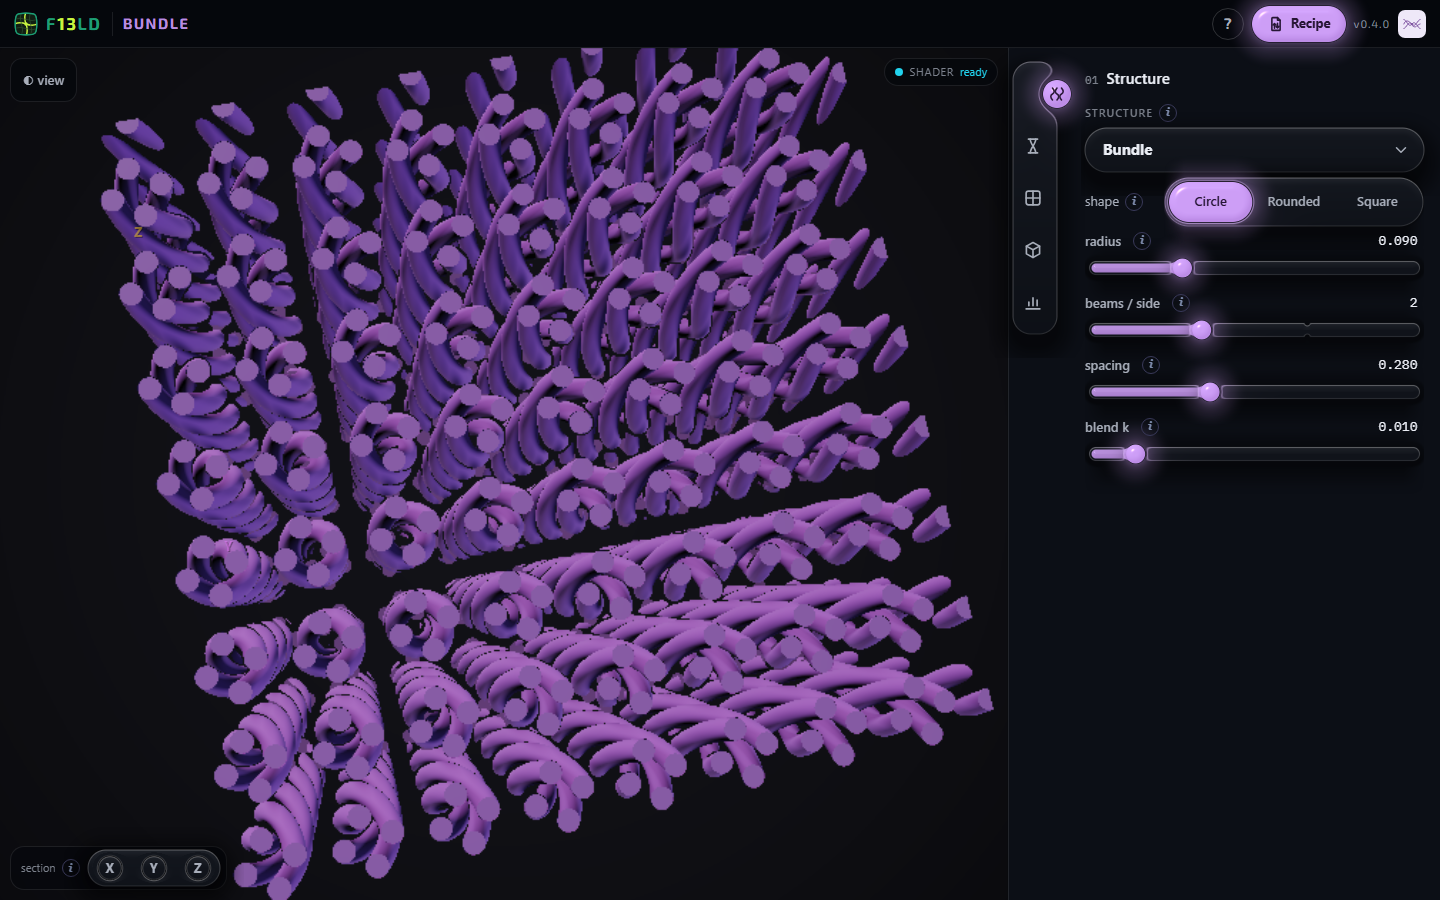 F13LD BUNDLE
? Recipe v0.4.0
view
SHADER ready
01 Structure
STRUCTURE i
Bundle
shape i Circle Rounded Square
radius i 0.090
beams / side i 2
spacing i 0.280
blend k i 0.010
Z
Y
section i X Y Z